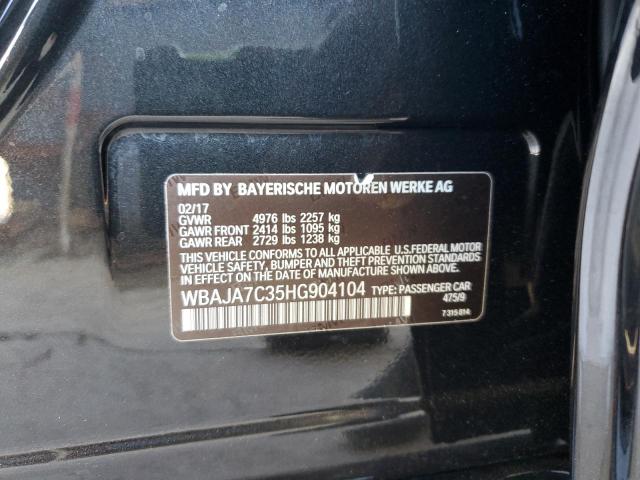 MFD BY BAYERISCHE MOTOREN WERKE AG
02/17
GVWR 4976 lbs 2257 kg
GAWR FRONT 2414 lbs 1095 kg
GAWR REAR 2729 lbs 1238 kg
THIS VEHICLE CONFORMS TO ALL APPLICABLE U.S.FEDERAL MOTOR
VEHICLE SAFETY, BUMPER, AND THEFT PREVENTION STANDARDS
IN EFFECT ON THE DATE OF MANUFACTURE SHOWN ABOVE.
WBAJA7C35HG904104 TYPE: PASSENGER CAR
475/9
7 315 014